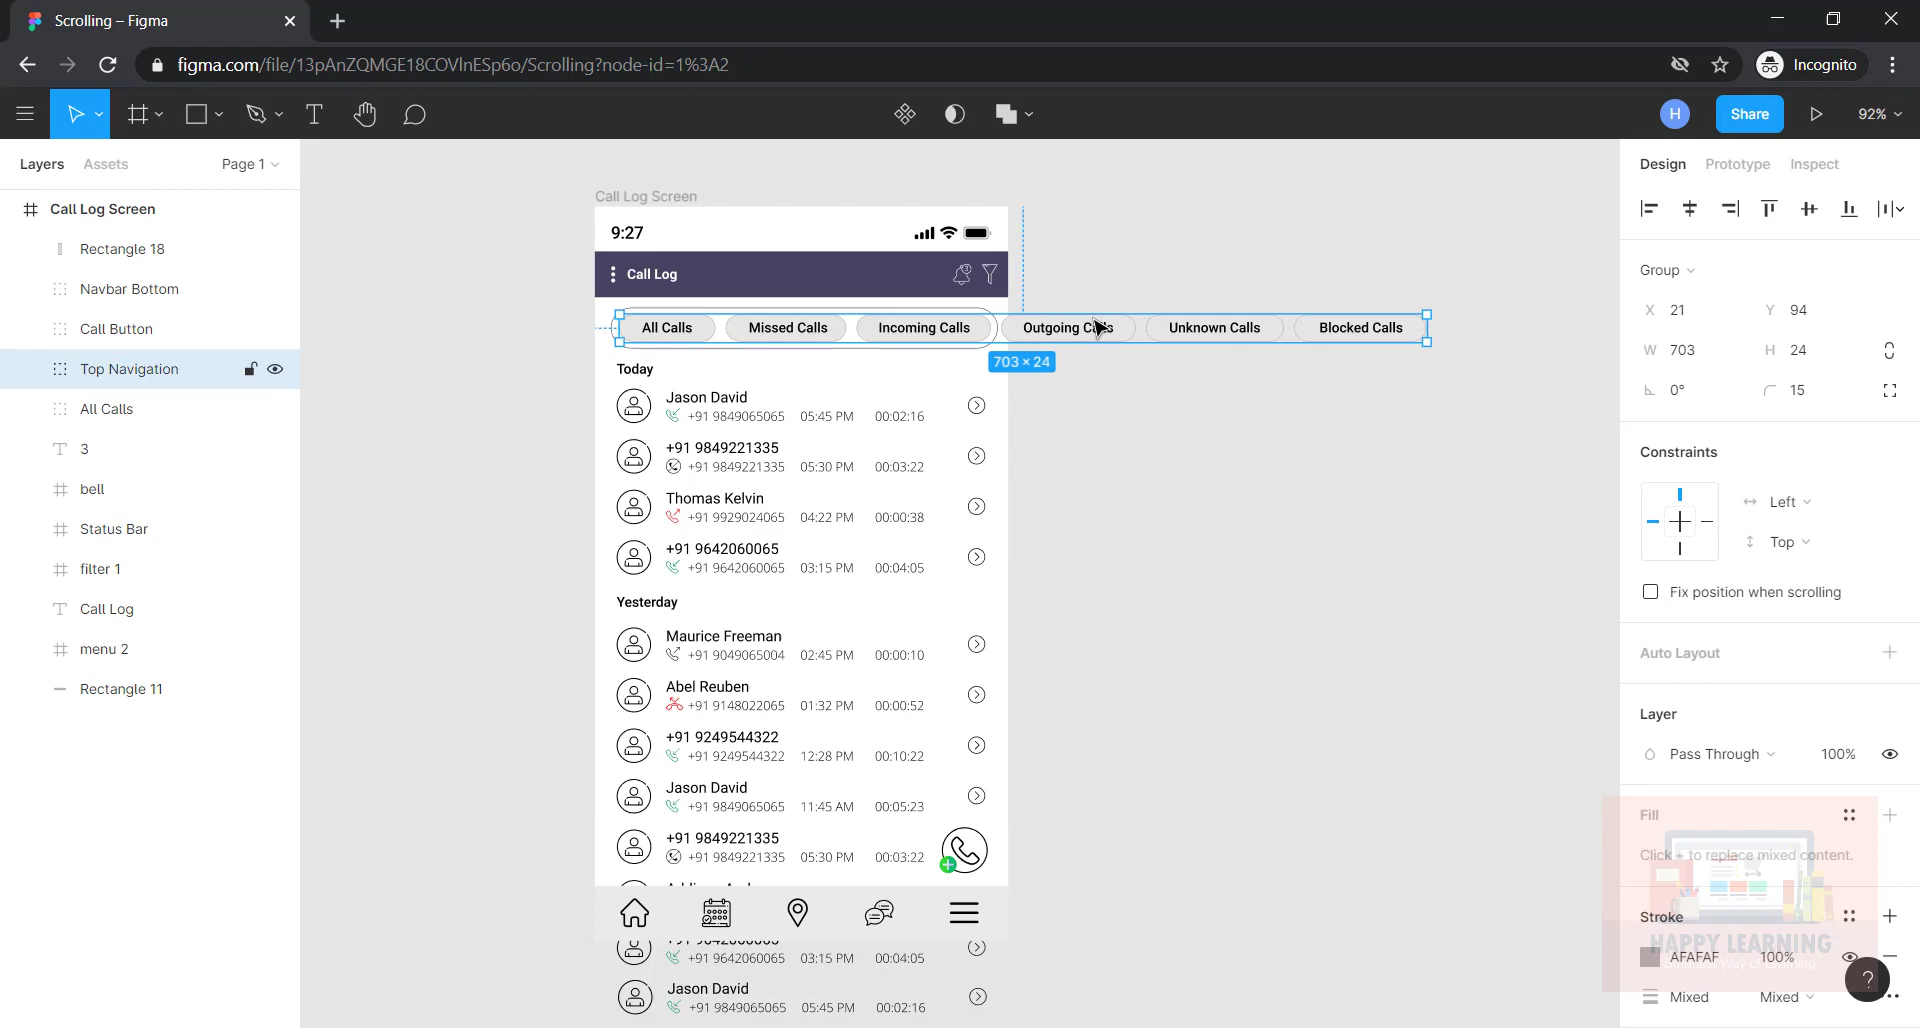 Scrolling – Figma
figma.com/file/13pAnZQMGE18COVlnESp6o/Scrolling?node-id=1%3A2
Incognito
H
Share
92%
Layers
Assets
Page 1
Call Log Screen
Rectangle 18
Navbar Bottom
Call Button
Top Navigation
All Calls
3
bell
Status Bar
filter 1
Call Log
menu 2
Rectangle 11
Call Log Screen
9:27
Call Log
All Calls
Missed Calls
Incoming Calls
Outgoing Calls
Unknown Calls
Blocked Calls
703 × 24
Today
Jason David
+91 9849065065 05:45 PM 00:02:16
+91 9849221335
+91 9849221335 05:30 PM 00:03:22
Thomas Kelvin
+91 9929024065 04:22 PM 00:00:38
+91 9642060065
+91 9642060065 03:15 PM 00:04:05
Yesterday
Maurice Freeman
+91 9049065004 02:45 PM 00:00:10
Abel Reuben
+91 9148022065 01:32 PM 00:00:52
+91 9249544322
+91 9249544322 12:28 PM 00:10:22
Jason David
+91 9849065065 11:45 AM 00:05:23
+91 9849221335
+91 9849221335 05:30 PM 00:03:22
+91 9642060065 03:15 PM 00:04:05
Jason David
+91 9849065065 05:45 PM 00:02:16
Design
Prototype
Inspect
Group
X 21
Y 94
W 703
H 24
0°
15
Constraints
Left
Top
Fix position when scrolling
Auto Layout
Layer
Pass Through
100%
Fill
Click + to replace mixed content.
Stroke
HAPPY LEARNING
AFAFAF
100%
Mixed
Mixed
?